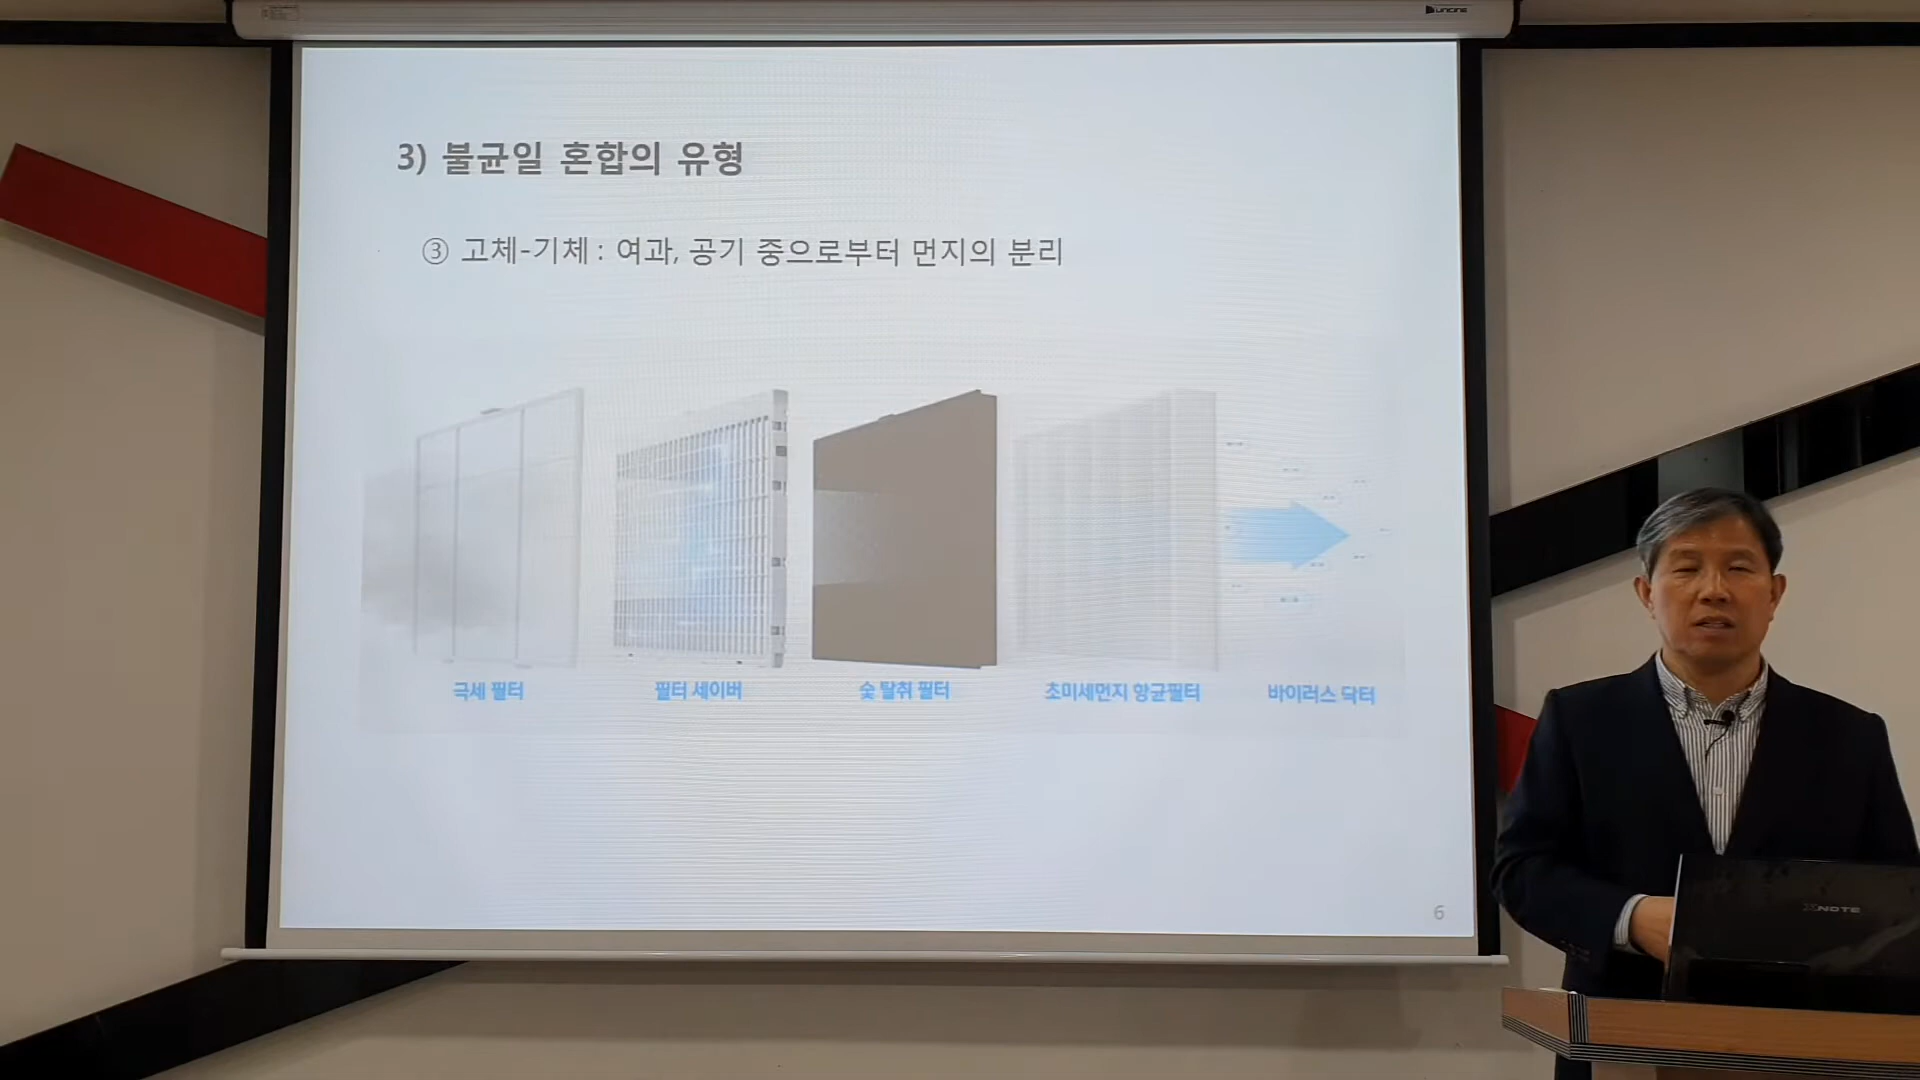 3) 불균일 혼합의 유형
③ 고체-기체 : 여과, 공기 중으로부터 먼지의 분리
극세 필터
필터 세이버
숯 탈취 필터
초미세먼지 항균필터
바이러스 닥터
6
XNOTE